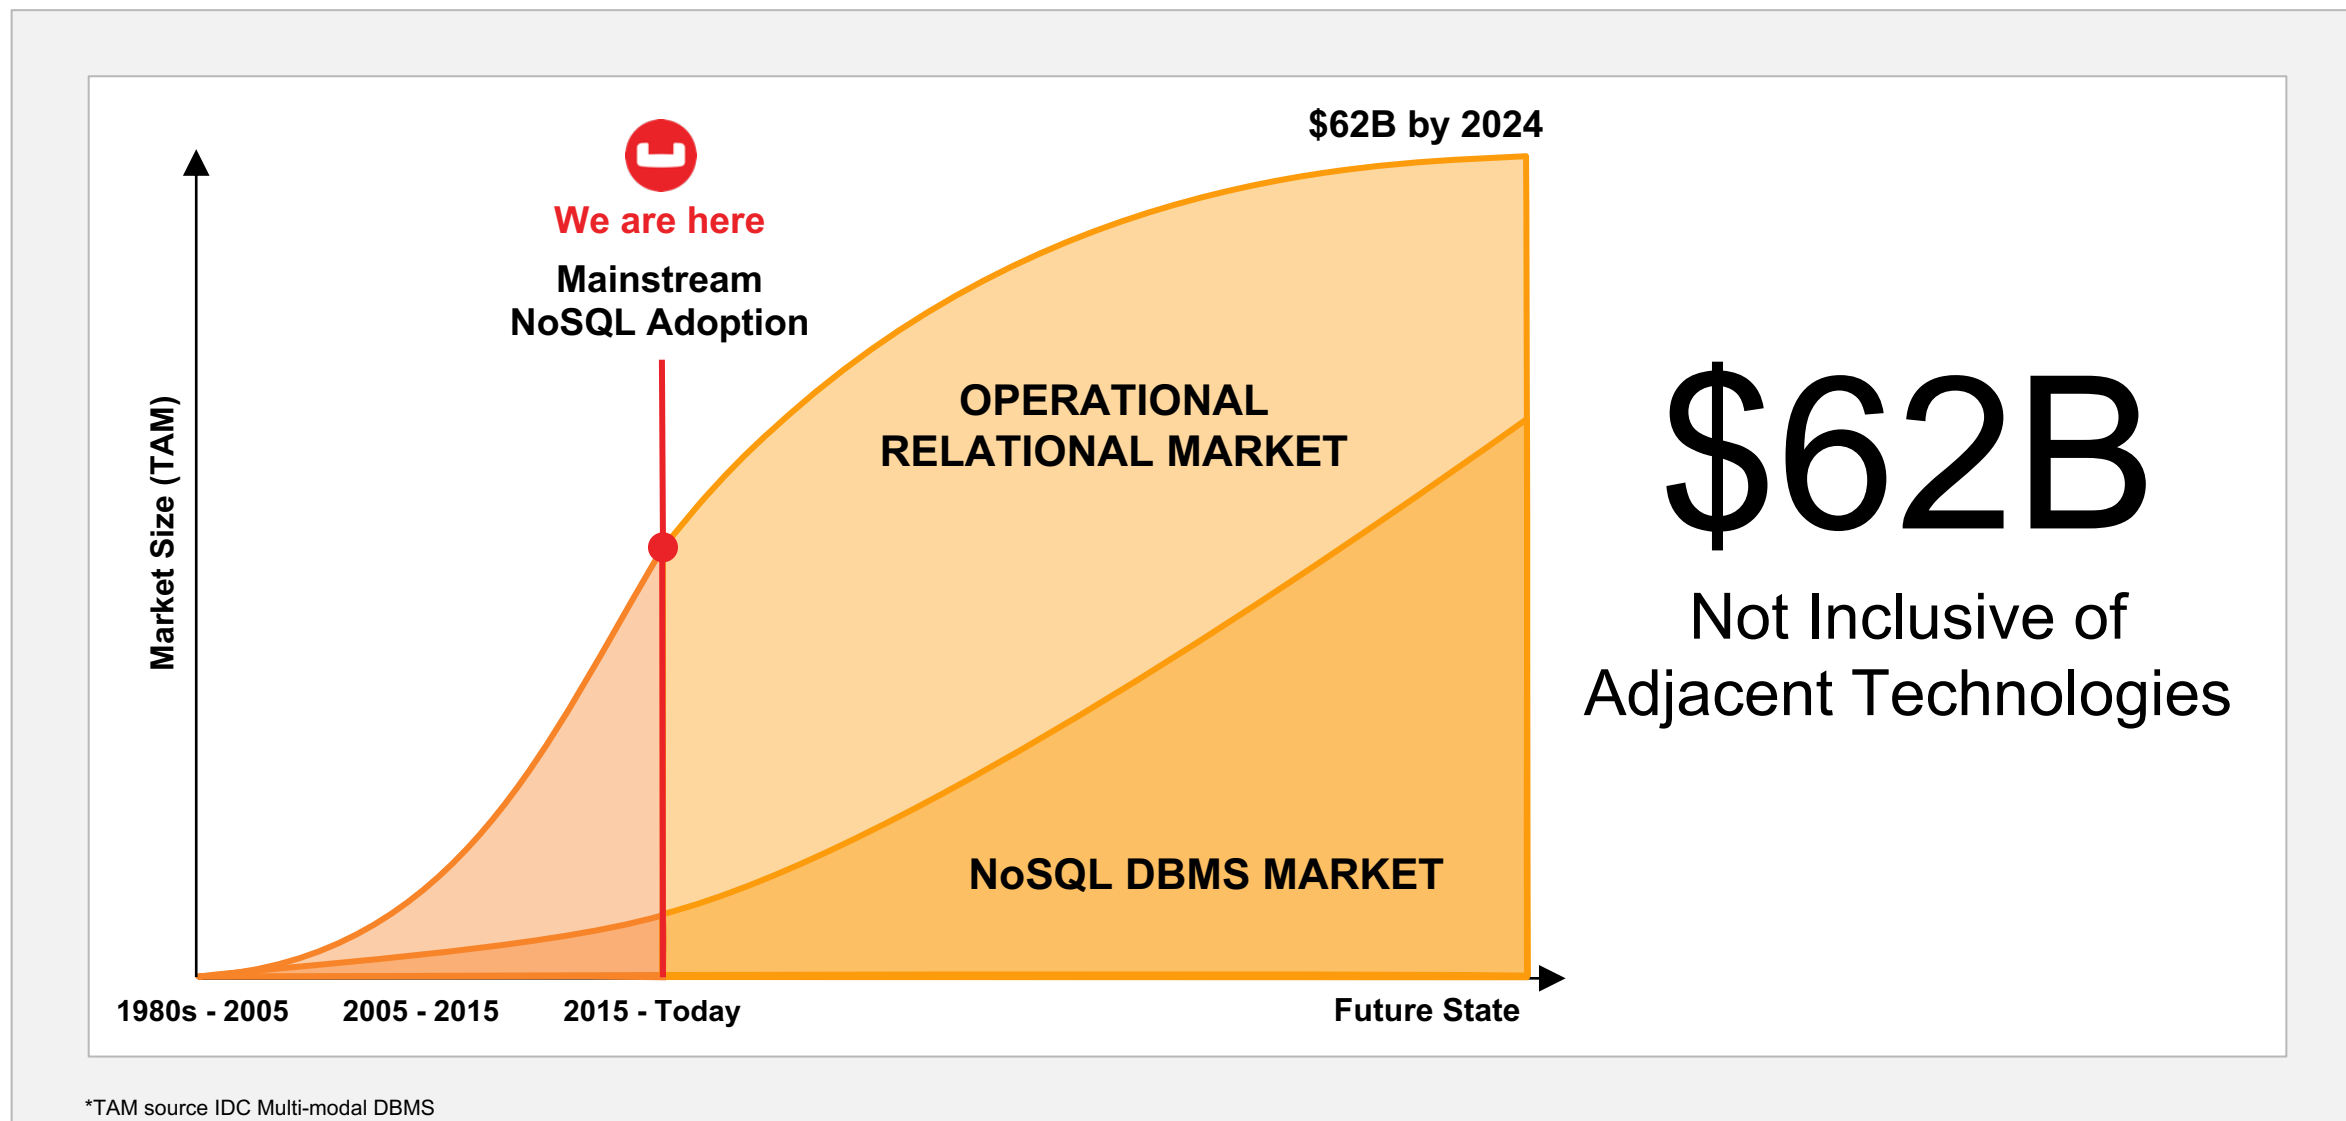 $62B by 2024
We are here
Mainstream
NoSQL Adoption
Market Size (TAM)
OPERATIONAL
RELATIONAL MARKET
NoSQL DBMS MARKET
$62B
Not Inclusive of
Adjacent Technologies
1980s - 2005
2005 - 2015
2015 - Today
Future State
*TAM source IDC Multi-modal DBMS